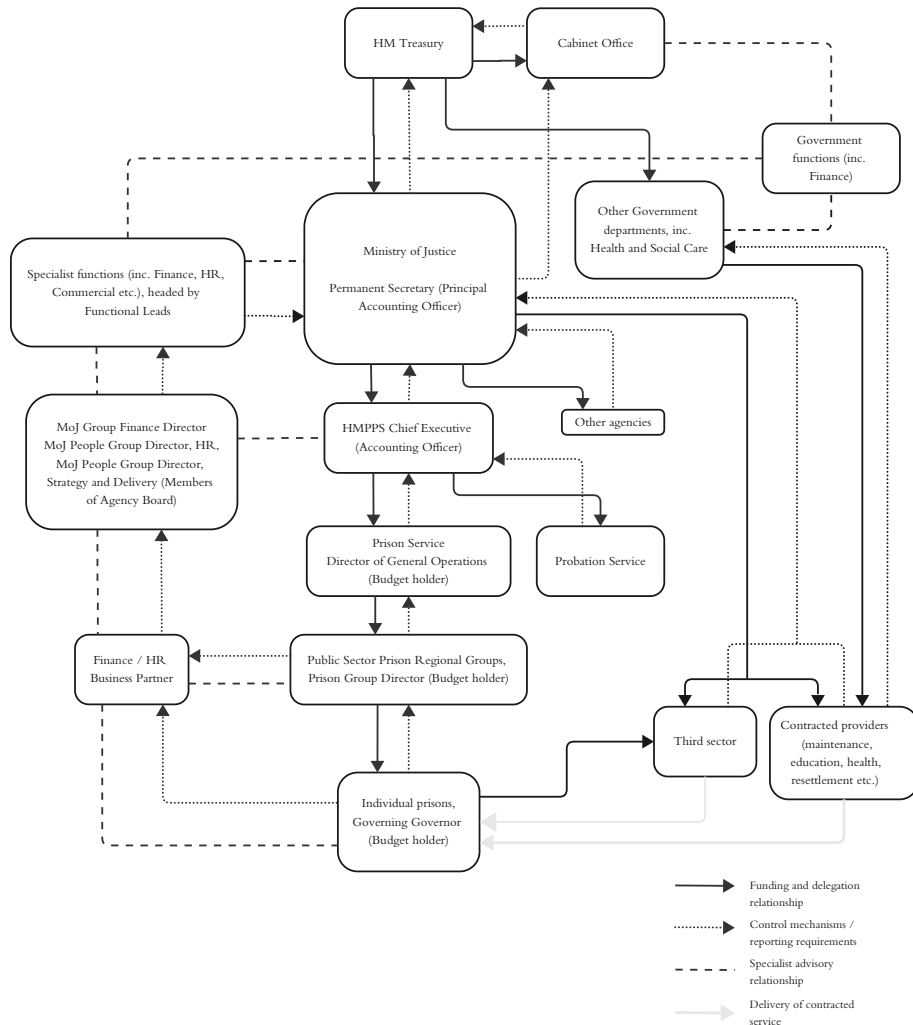 HM Treasury
Cabinet Office
Government
functions (inc.
Finance)
Ministry of Justice
Permanent Secretary (Principal
Accounting Officer)
Other Government
departments, inc.
Health and Social Care
Specialist functions (inc. Finance, HR,
Commercial etc.), headed by
Functional Leads
MoJ Group Finance Director
MoJ People Group Director, HR,
MoJ People Group Director,
Strategy and Delivery (Members
of Agency Board)
HMPPS Chief Executive
(Accounting Officer)
Other agencies
Prison Service
Director of General Operations
(Budget holder)
Probation Service
Finance / HR
Business Partner
Public Sector Prison Regional Groups,
Prison Group Director (Budget holder)
Third sector
Contracted providers
(maintenance,
education, health,
resettlement etc.)
Individual prisons,
Governing Governor
(Budget holder)
Funding and delegation
relationship
Control mechanisms /
reporting requirements
Specialist advisory
relationship
Delivery of contracted
service